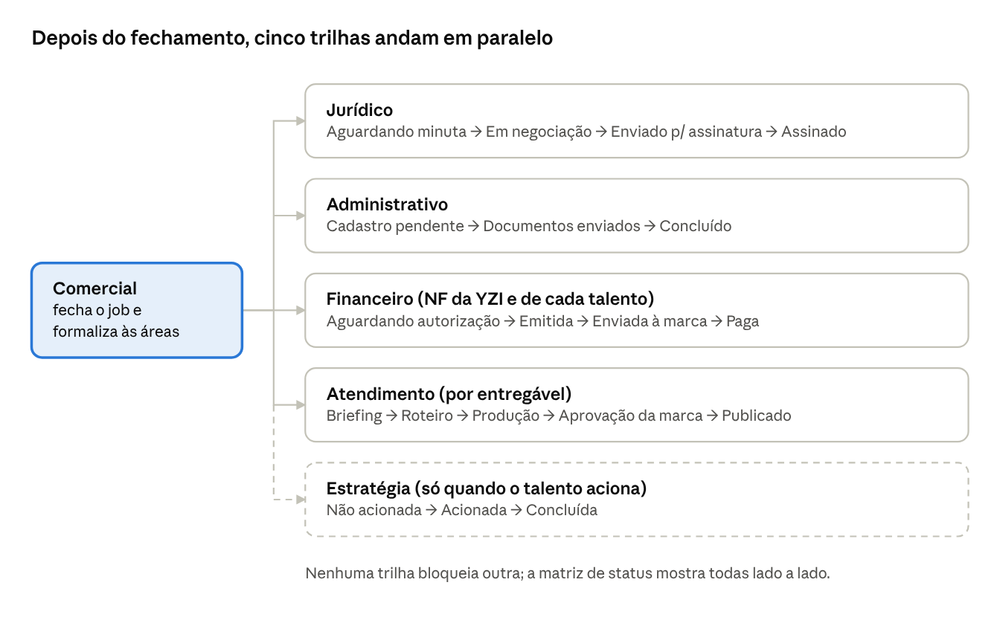 Depois do fechamento, cinco trilhas andam em paralelo
Jurídico
Aguardando minuta → Em negociação → Enviado p/ assinatura → Assinado
Administrativo
Cadastro pendente → Documentos enviados → Concluído
Comercial
fecha o job e
formaliza às áreas
Financeiro (NF da YZI e de cada talento)
Aguardando autorização → Emitida → Enviada à marca → Paga
Atendimento (por entregável)
Briefing → Roteiro → Produção → Aprovação da marca → Publicado
Estratégia (só quando o talento aciona)
Não acionada → Acionada → Concluída
Nenhuma trilha bloqueia outra; a matriz de status mostra todas lado a lado.